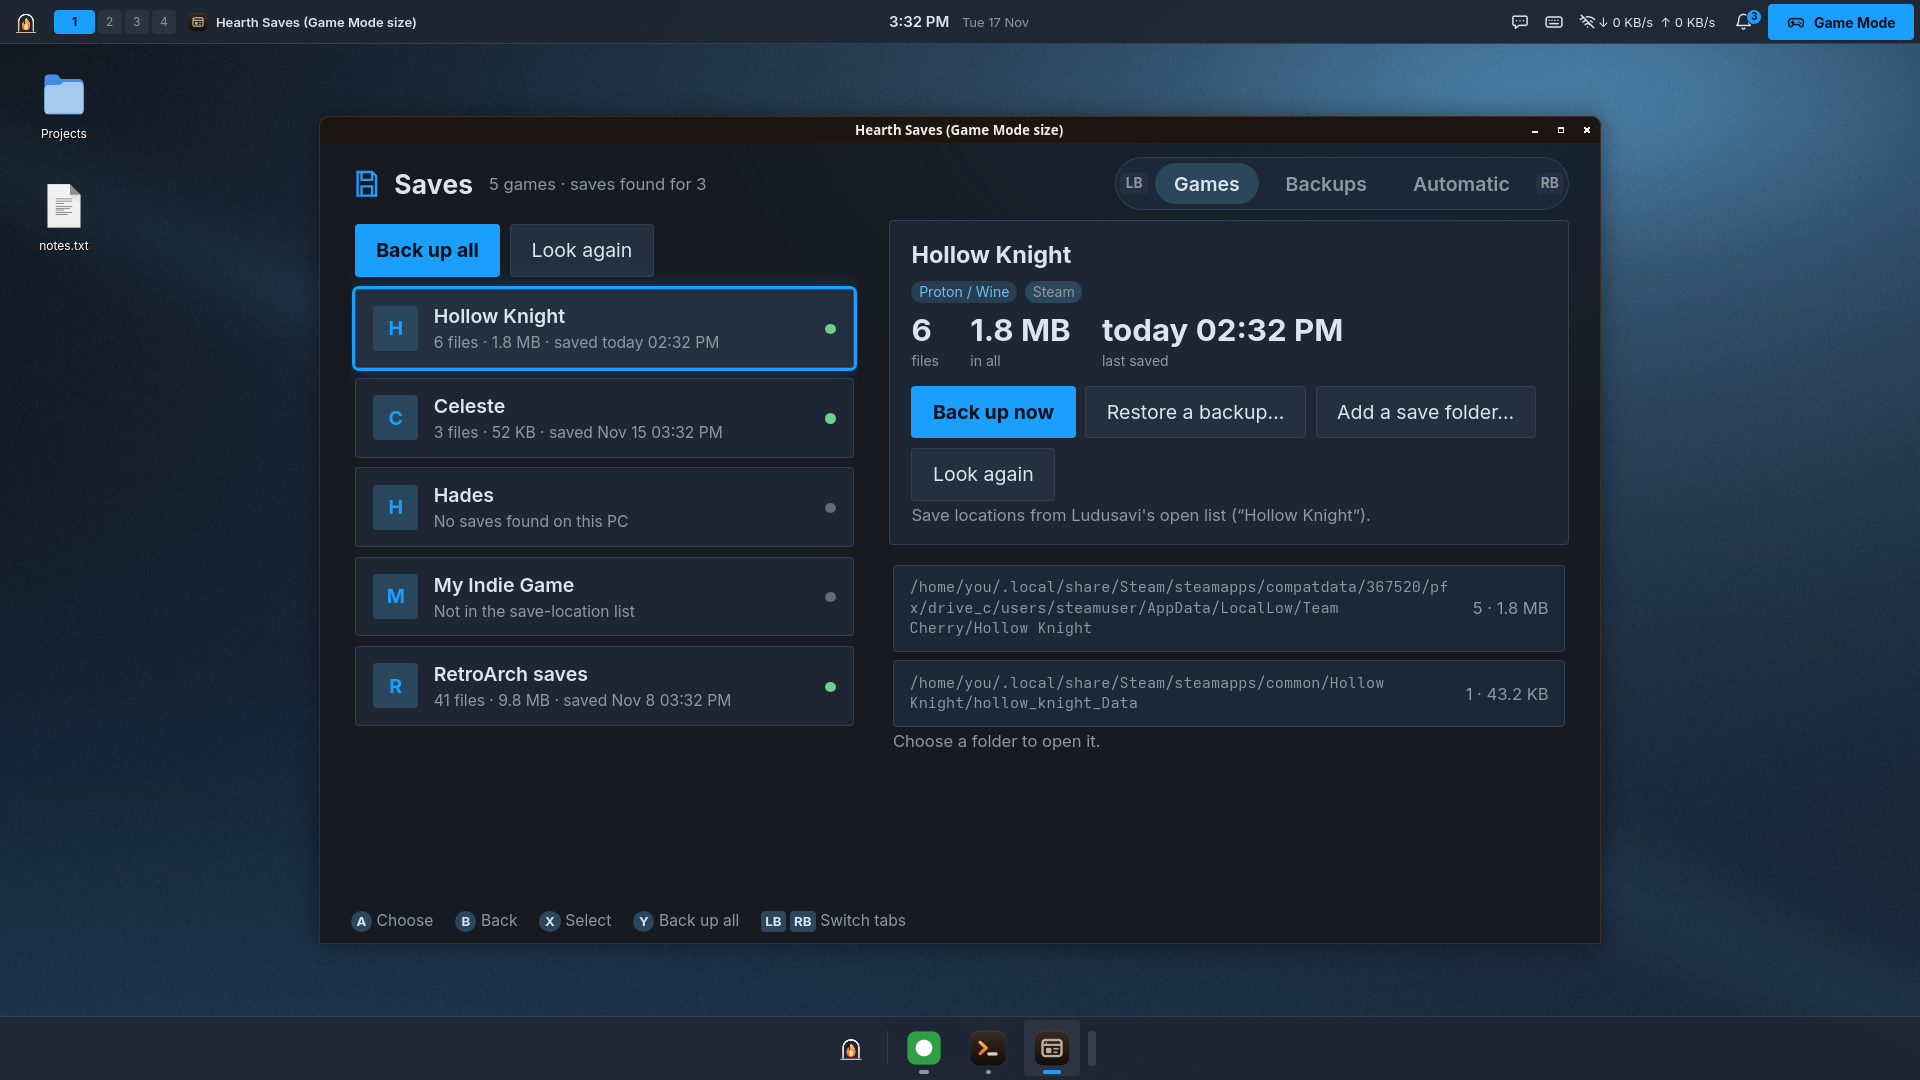 1 2 3 4 Hearth Saves (Game Mode size)
3:32 PM Tue 17 Nov
↓ 0 KB/s ↑ 0 KB/s 3 Game Mode
Projects
notes.txt
Hearth Saves (Game Mode size)
Saves 5 games · saves found for 3
LB Games Backups Automatic RB
Back up all Look again
H Hollow Knight
6 files · 1.8 MB · saved today 02:32 PM
C Celeste
3 files · 52 KB · saved Nov 15 03:32 PM
H Hades
No saves found on this PC
M My Indie Game
Not in the save-location list
R RetroArch saves
41 files · 9.8 MB · saved Nov 8 03:32 PM
Hollow Knight
Proton / Wine Steam
6 1.8 MB today 02:32 PM
files in all last saved
Back up now Restore a backup... Add a save folder...
Look again
Save locations from Ludusavi's open list (“Hollow Knight”).
/home/you/.local/share/Steam/steamapps/compatdata/367520/pf
x/drive_c/users/steamuser/AppData/LocalLow/Team
Cherry/Hollow Knight
5 · 1.8 MB
/home/you/.local/share/Steam/steamapps/common/Hollow
Knight/hollow_knight_Data
1 · 43.2 KB
Choose a folder to open it.
A Choose B Back X Select Y Back up all LB RB Switch tabs